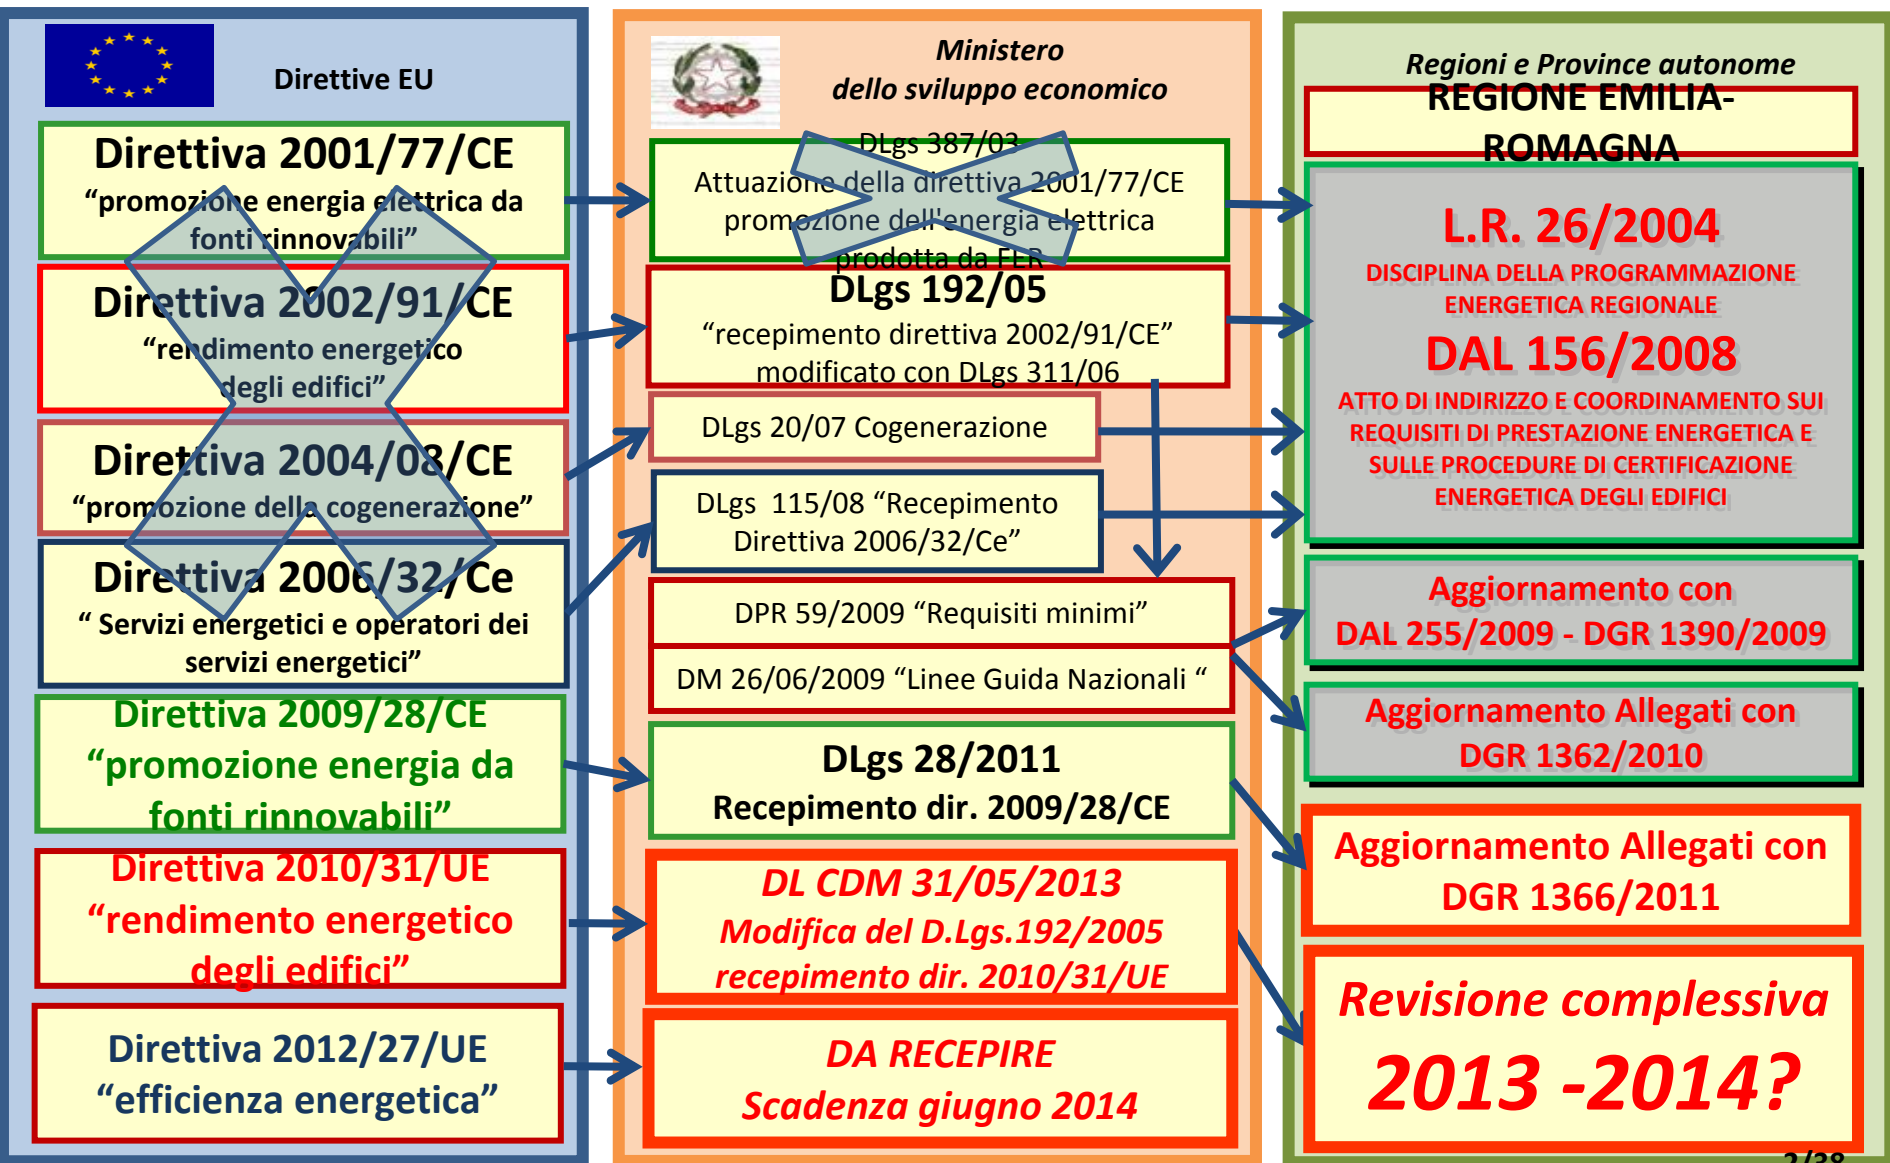 Direttive EU
Direttiva 2001/77/CE
“promozione energia elettrica da
fonti rinnovabili”
Direttiva 2002/91/CE
“rendimento energetico
degli edifici”
Direttiva 2004/08/CE
“promozione della cogenerazione”
Direttiva 2006/32/Ce
“ Servizi energetici e operatori dei
servizi energetici”
Direttiva 2009/28/CE
“promozione energia da
fonti rinnovabili”
Direttiva 2010/31/UE
“rendimento energetico
degli edifici”
Direttiva 2012/27/UE
“efficienza energetica”
Ministero
dello sviluppo economico
DLgs 387/03
Attuazione della direttiva 2001/77/CE
promozione dell'energia elettrica
prodotta da FER
DLgs 192/05
“recepimento direttiva 2002/91/CE”
modificato con DLgs 311/06
DLgs 20/07 Cogenerazione
DLgs 115/08 “Recepimento
Direttiva 2006/32/Ce”
DPR 59/2009 “Requisiti minimi”
DM 26/06/2009 “Linee Guida Nazionali “
DLgs 28/2011
Recepimento dir. 2009/28/CE
DL CDM 31/05/2013
Modifica del D.Lgs.192/2005
recepimento dir. 2010/31/UE
DA RECEPIRE
Scadenza giugno 2014
Regioni e Province autonome
REGIONE EMILIA-
ROMAGNA
L.R. 26/2004
DISCIPLINA DELLA PROGRAMMAZIONE
ENERGETICA REGIONALE
DAL 156/2008
ATTO DI INDIRIZZO E COORDINAMENTO SUI
REQUISITI DI PRESTAZIONE ENERGETICA E
SULLE PROCEDURE DI CERTIFICAZIONE
ENERGETICA DEGLI EDIFICI
Aggiornamento con
DAL 255/2009 - DGR 1390/2009
Aggiornamento Allegati con
DGR 1362/2010
Aggiornamento Allegati con
DGR 1366/2011
Revisione complessiva
2013 -2014?
2/38